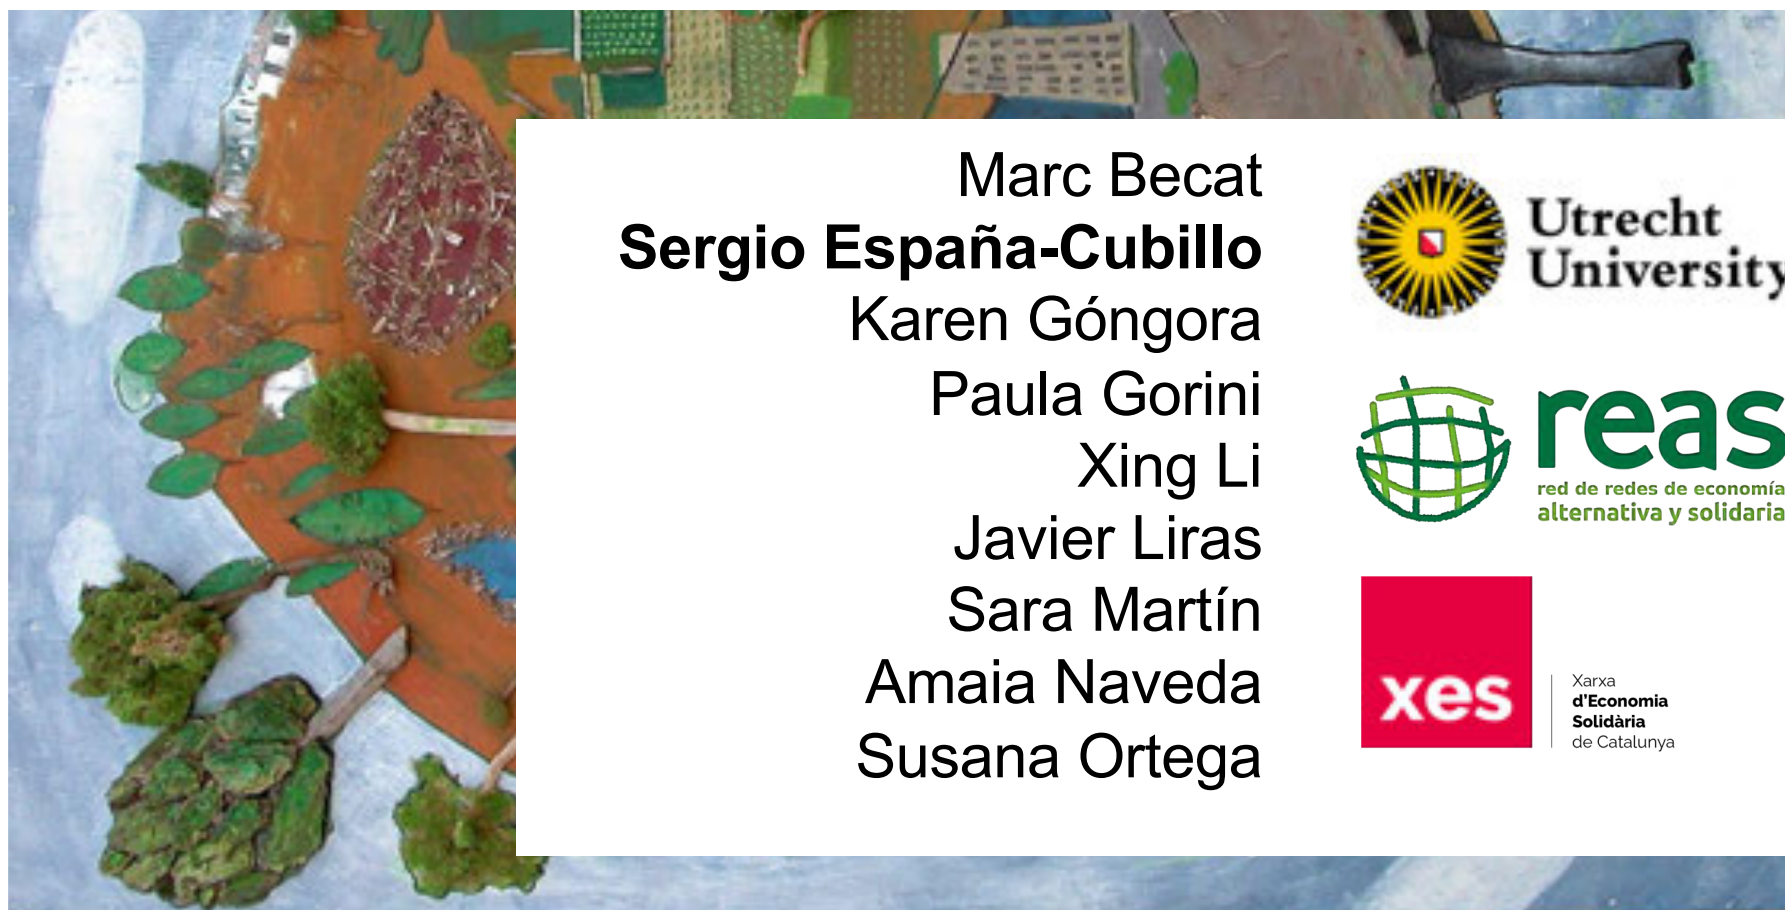 Marc Becat
Sergio España-Cubillo
Karen Góngora
Paula Gorini
Xing Li
Javier Liras
Sara Martín
Amaia Naveda
Susana Ortega
Utrecht
University
reas
red de redes de economía
alternativa y solidaria
xes
Xarxa
d'Economia
Solidària
de Catalunya